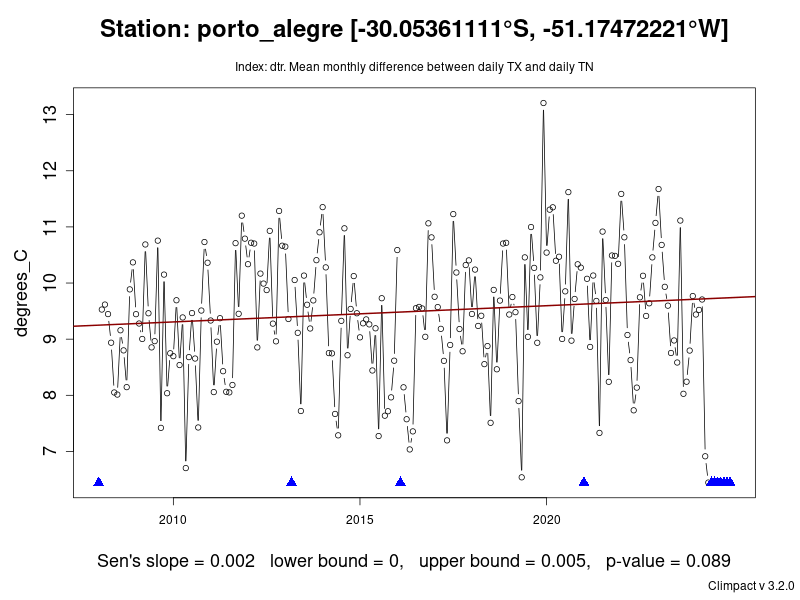 Station: porto_alegre [-30.05361111°S, -51.17472221°W]
Index: dtr. Mean monthly difference between daily TX and daily TN
degrees_C
13
12
11
10
9
8
7
2010 2015 2020
Sen's slope = 0.002 lower bound = 0, upper bound = 0.005, p-value = 0.089
Climpact v 3.2.0